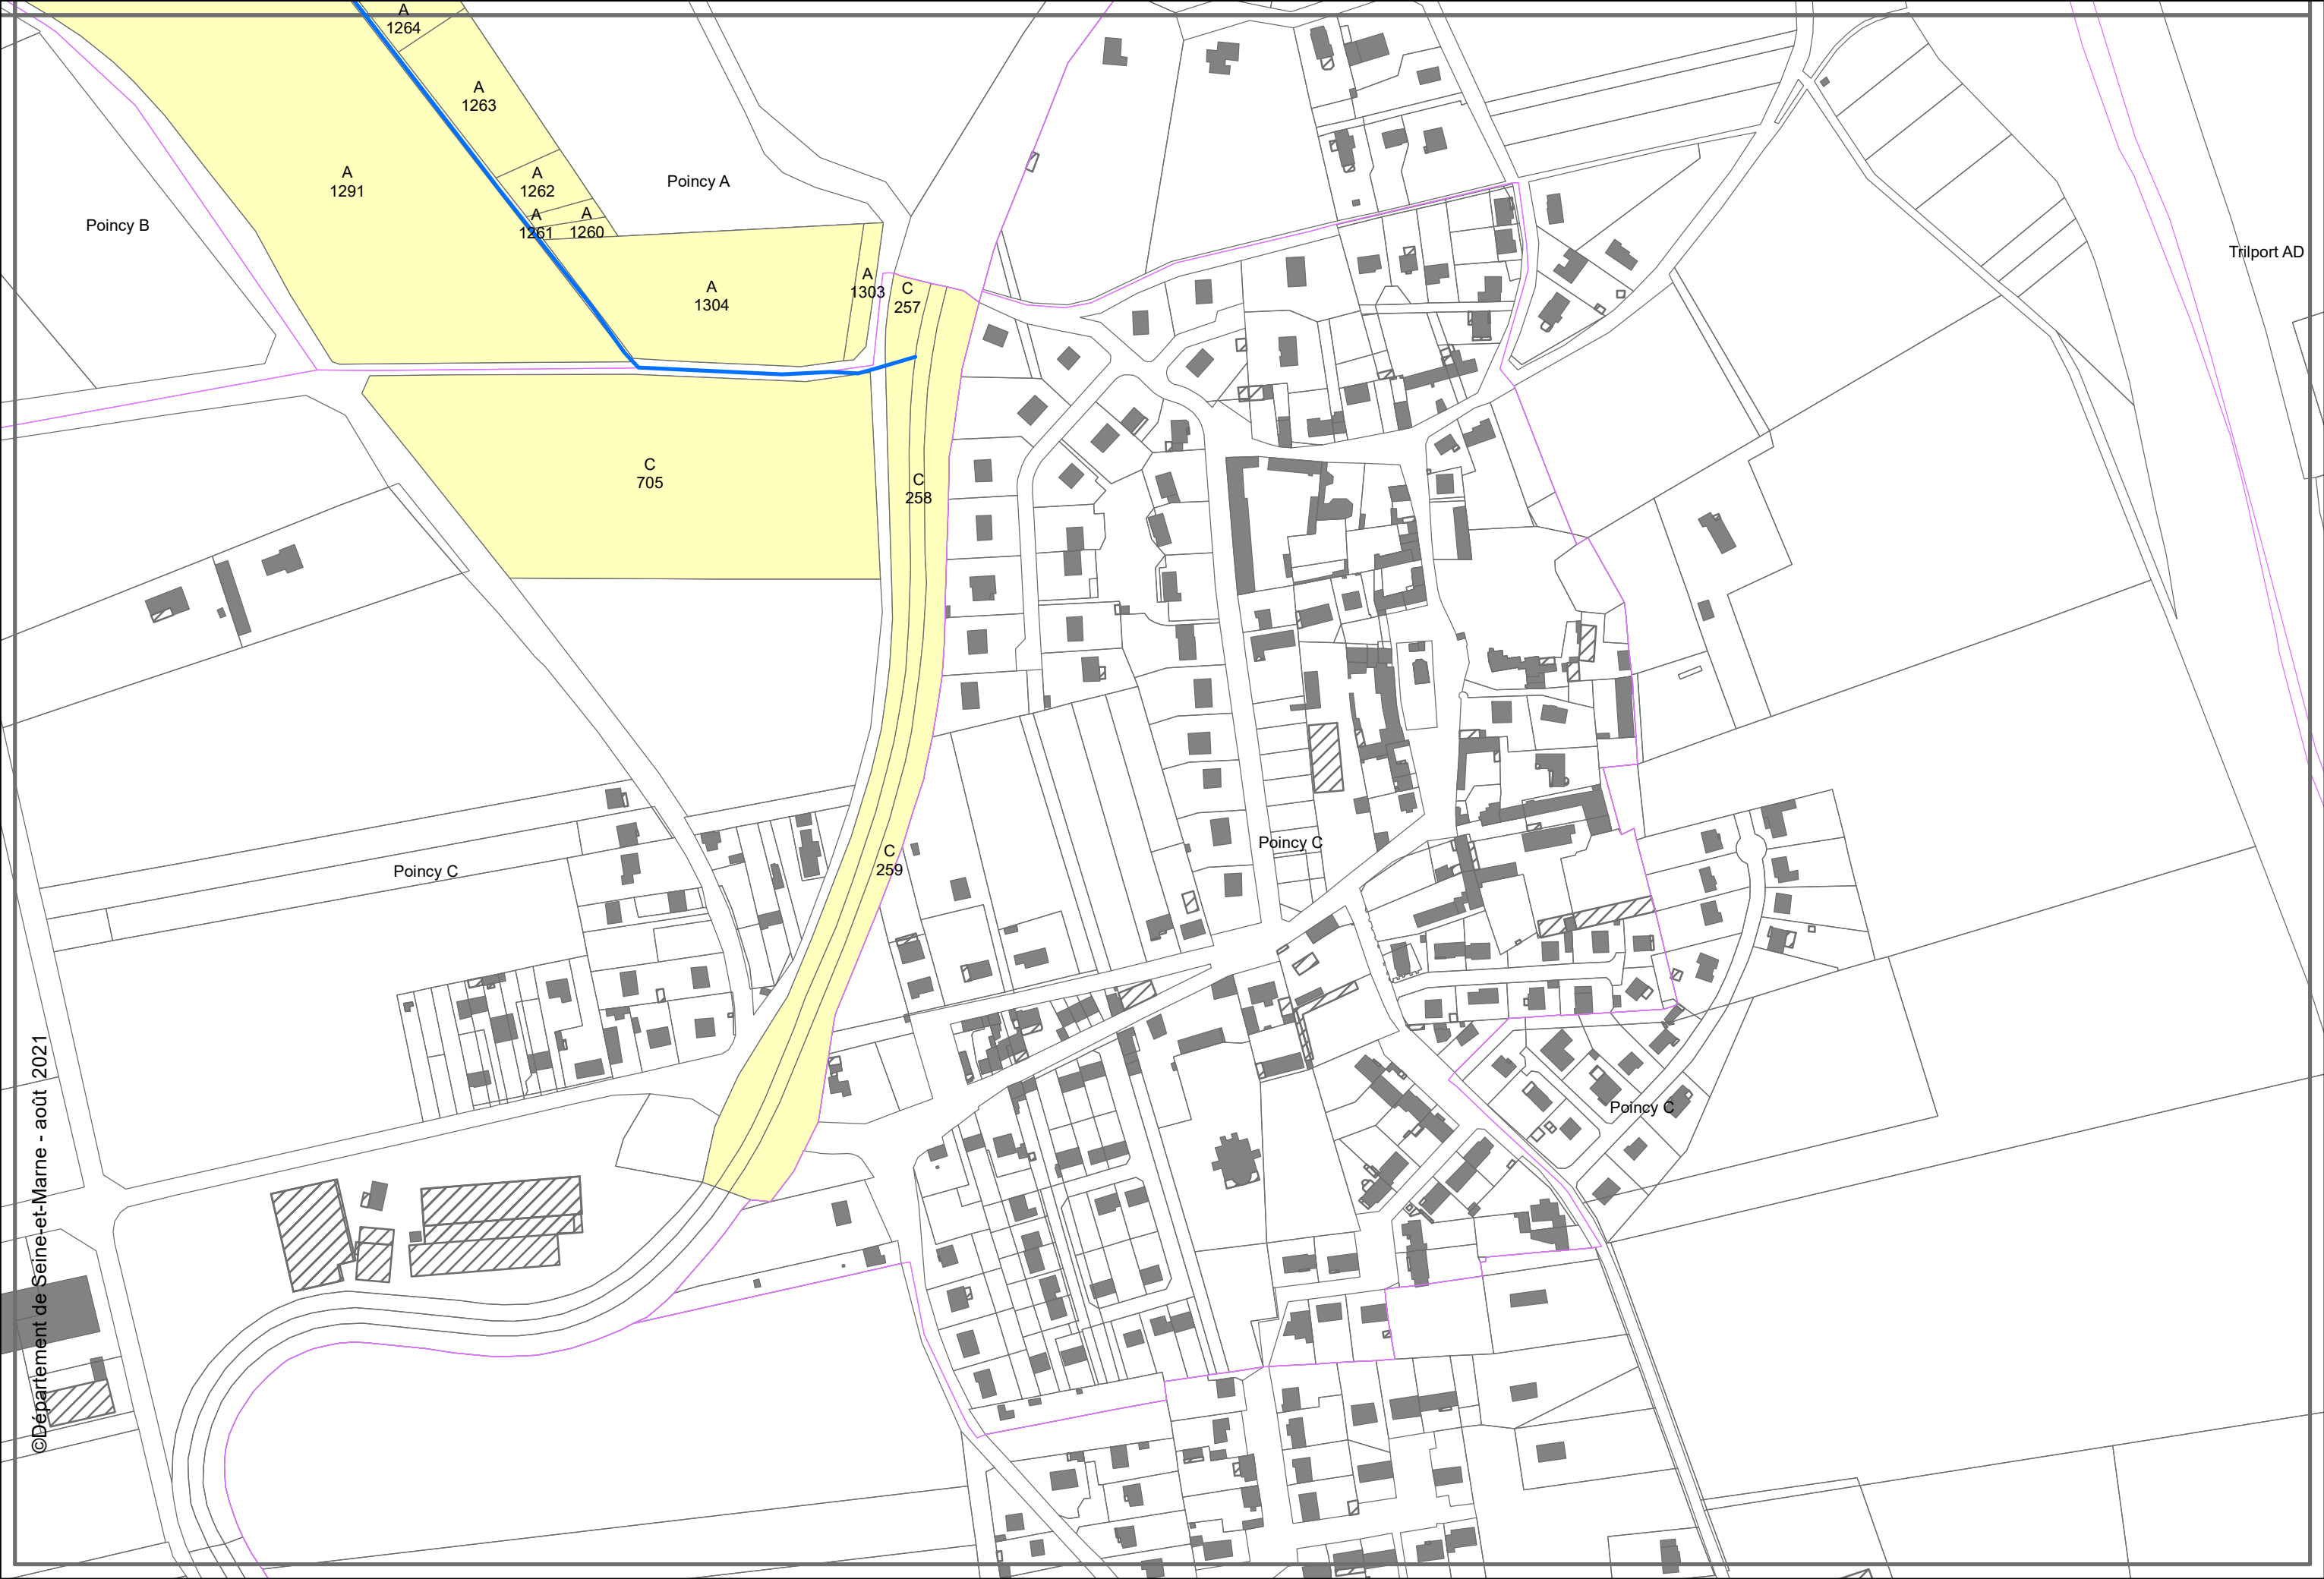 A
1264
A
1263
A
1291
A
1262
Poincy A
Poincy B
A
1261
A
1260
Trilport AD
A
1303
A
1304
C
257
C
705
C
258
Poincy C
C
259
Poincy C
Poincy C
©Département de Seine-et-Marne - août 2021